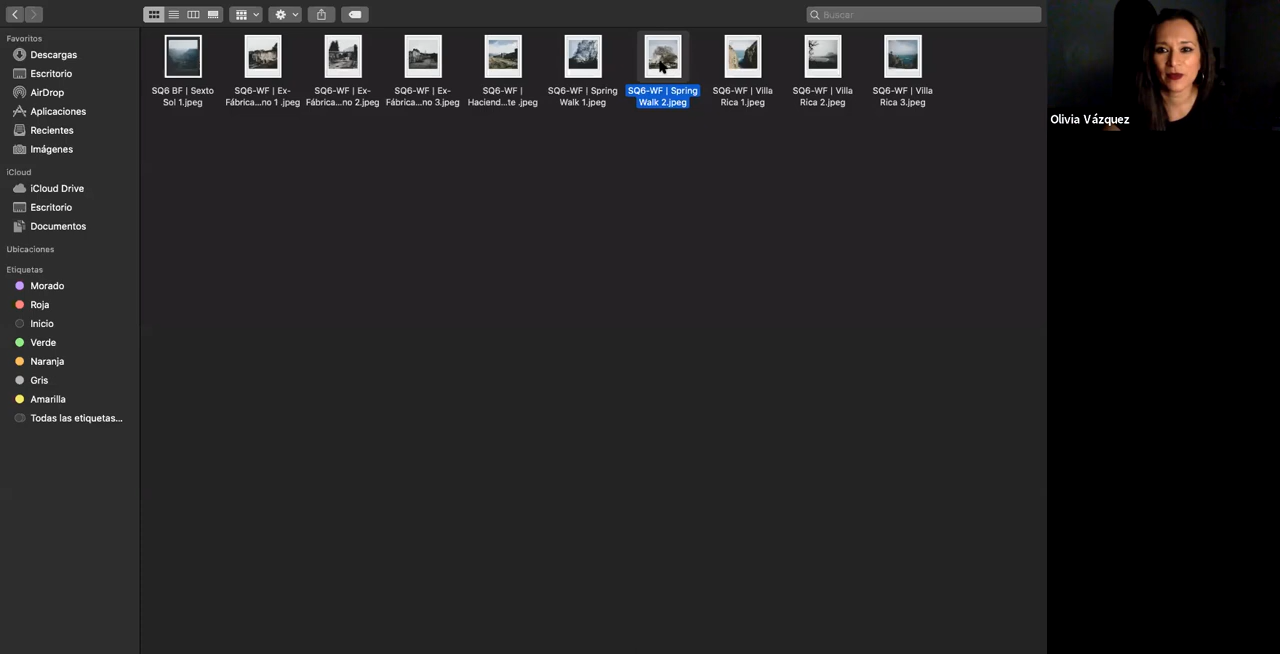 Buscar
Favoritos
Descargas
Escritorio
AirDrop
Aplicaciones
Recientes
Imágenes
iCloud
iCloud Drive
Escritorio
Documentos
Ubicaciones
Etiquetas
Morado
Roja
Inicio
Verde
Naranja
Gris
Amarilla
Todas las etiquetas...
SQ6 BF | Sexto
Sol 1.jpeg
SQ6-WF | Ex-
Fábrica...no 1 .jpeg
SQ6-WF | Ex-
Fábrica...no 2.jpeg
SQ6-WF | Ex-
Fábrica...no 3.jpeg
SQ6-WF |
Haciend...te .jpeg
SQ6-WF | Spring
Walk 1.jpeg
SQ6-WF | Spring
Walk 2.jpeg
SQ6-WF | Villa
Rica 1.jpeg
SQ6-WF | Villa
Rica 2.jpeg
SQ6-WF | Villa
Rica 3.jpeg
Olivia Vázquez